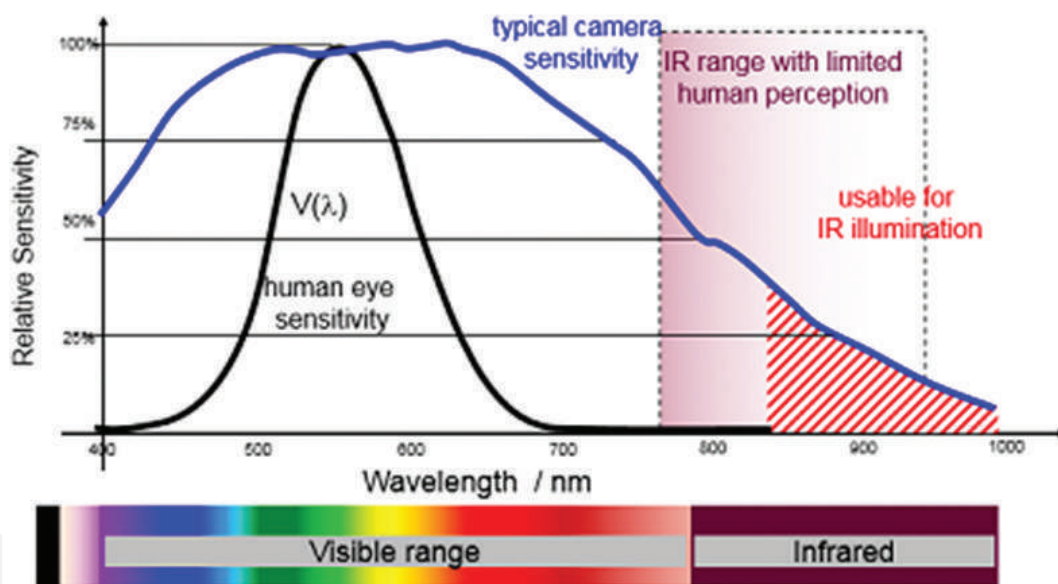 typical camera
sensitivity
IR range with limited
human perception
100%
75%
50%
25%
Relative Sensitivity
V(λ)
human eye
sensitivity
usable for
IR illumination
400 500 600 700 800 900 1000
Wavelength / nm
Visible range
Infrared